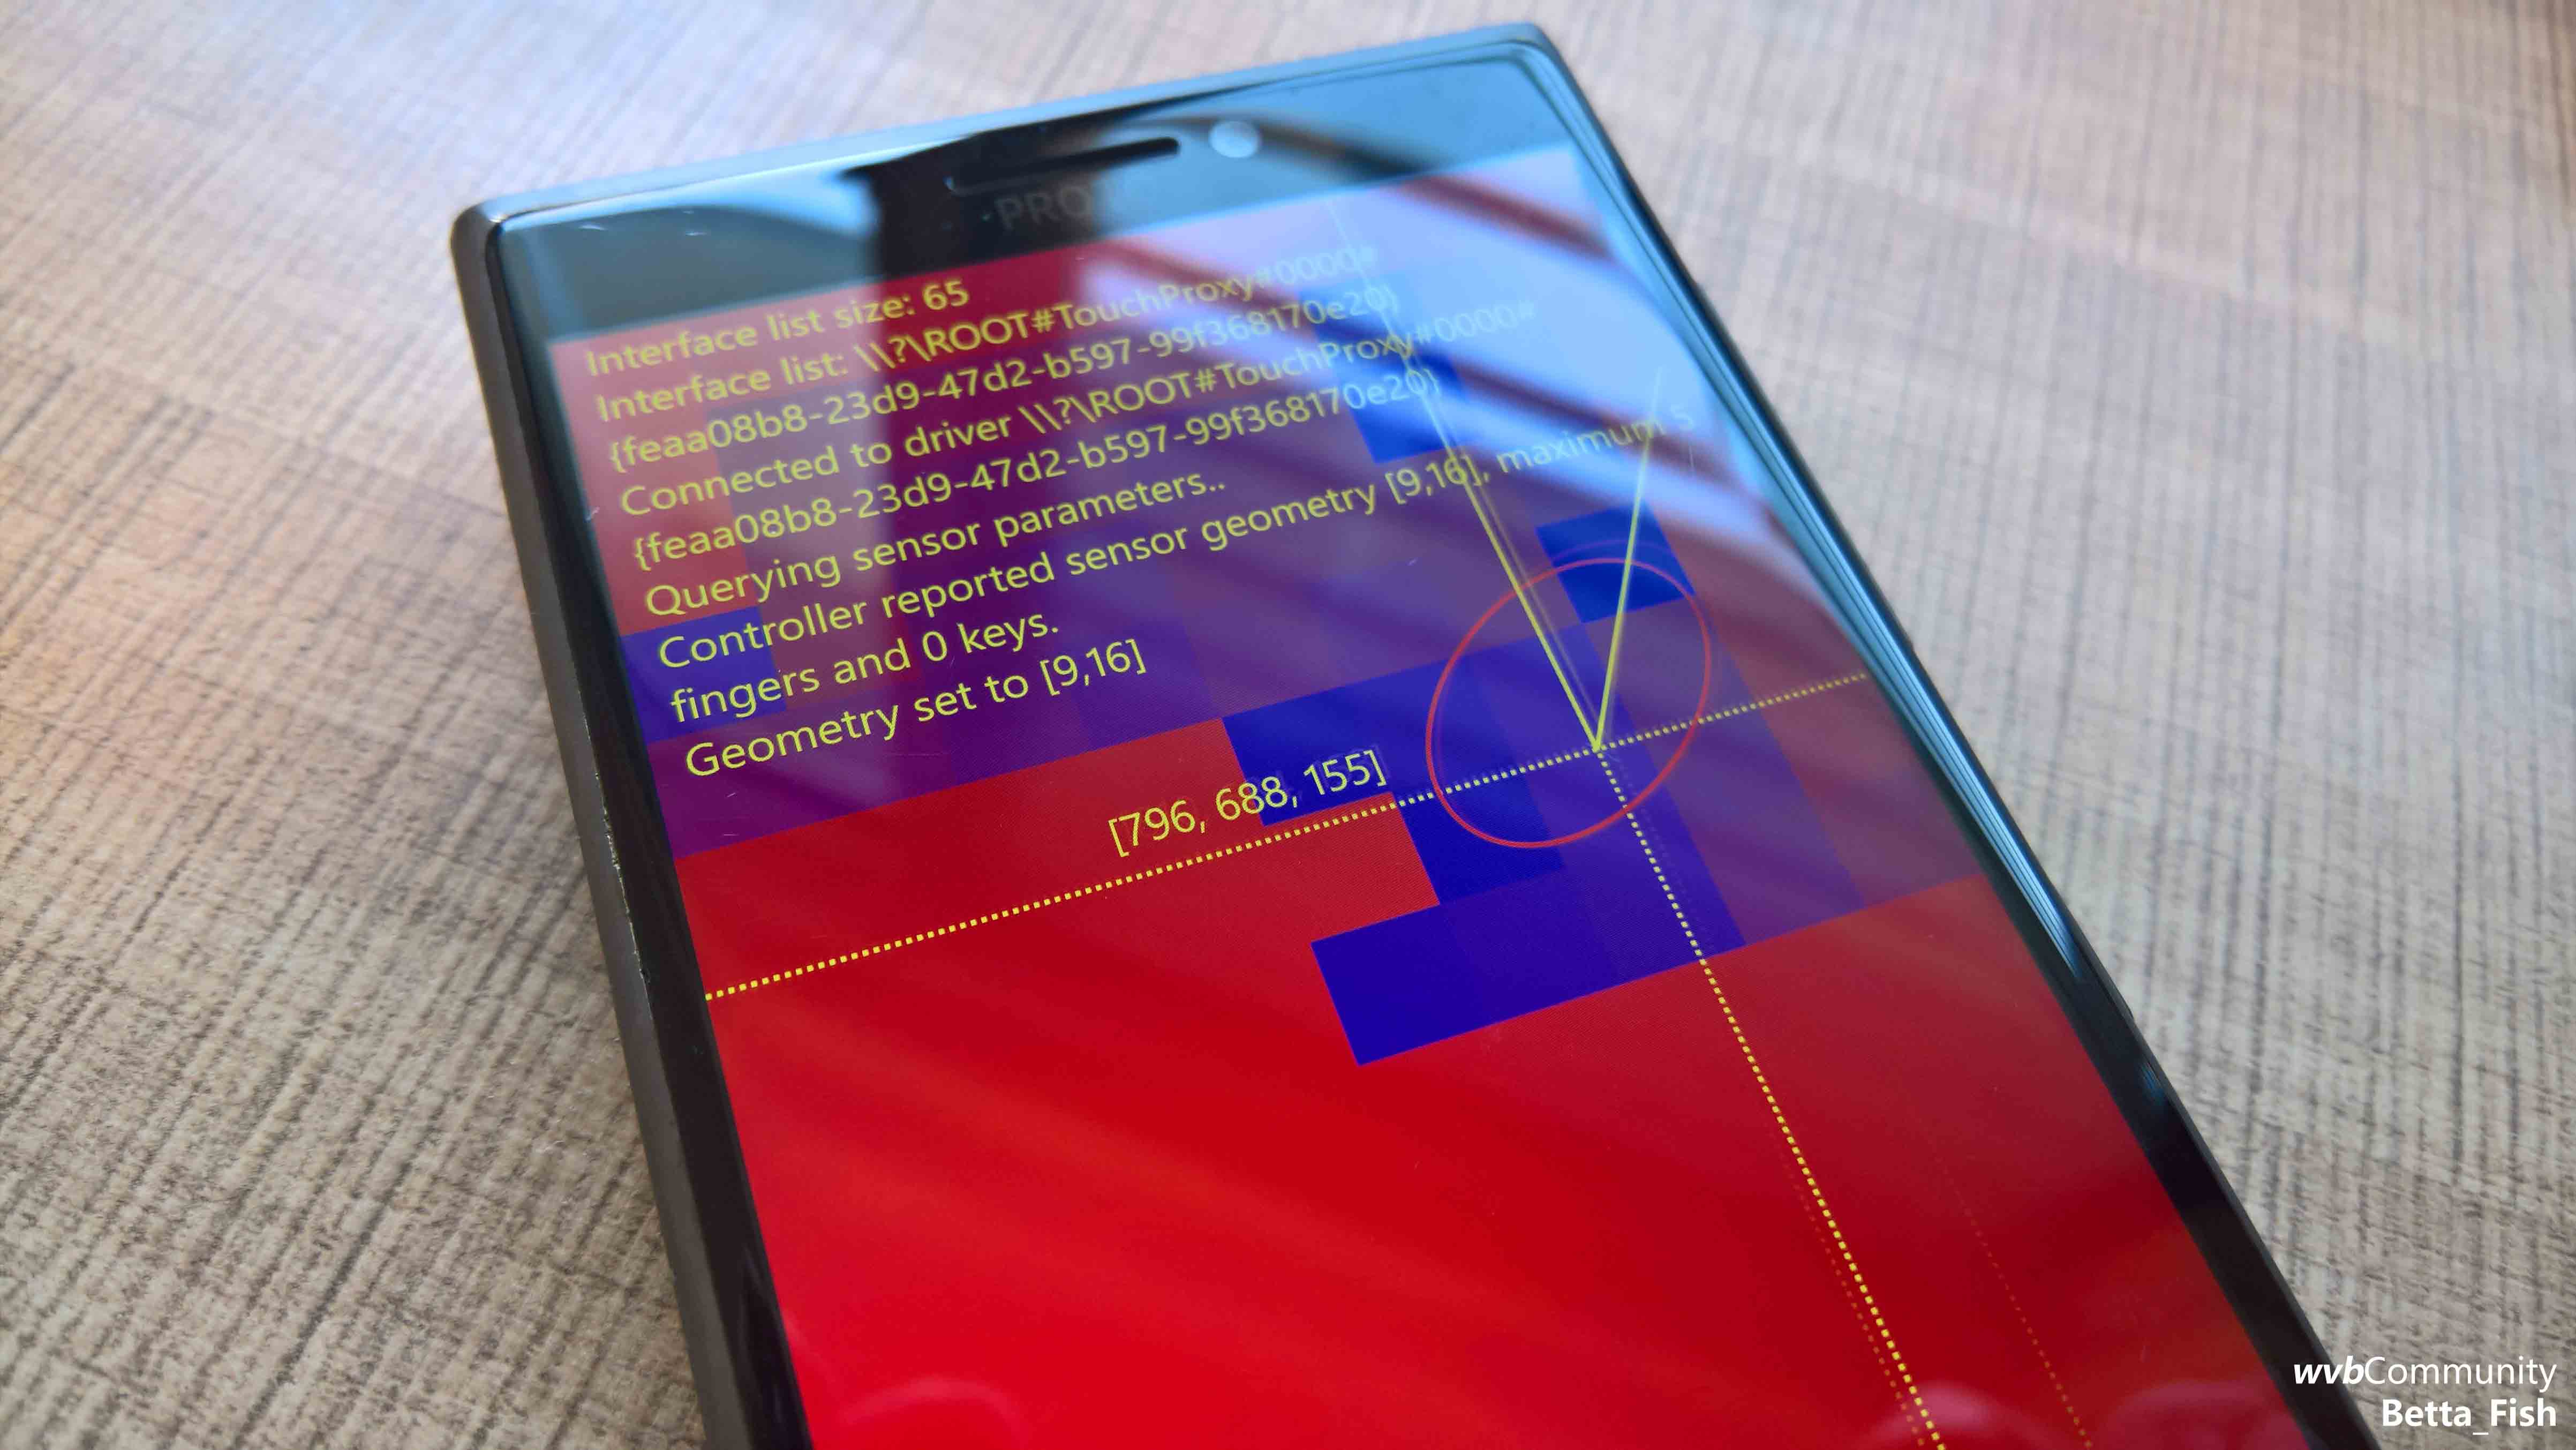 PRO
Interface list size: 65
Interface list: \\?\ROOT#TouchProxy#0000#
{feaa08b8-23d9-47d2-b597-99f368170e20}
Connected to driver \\?\ROOT#TouchProxy#0000#
{feaa08b8-23d9-47d2-b597-99f368170e20}
Querying sensor parameters..
Controller reported sensor geometry [9,16], maximum 5
fingers and 0 keys.
Geometry set to [9,16]
[796, 688, 155]
wvbCommunity
Betta_Fish